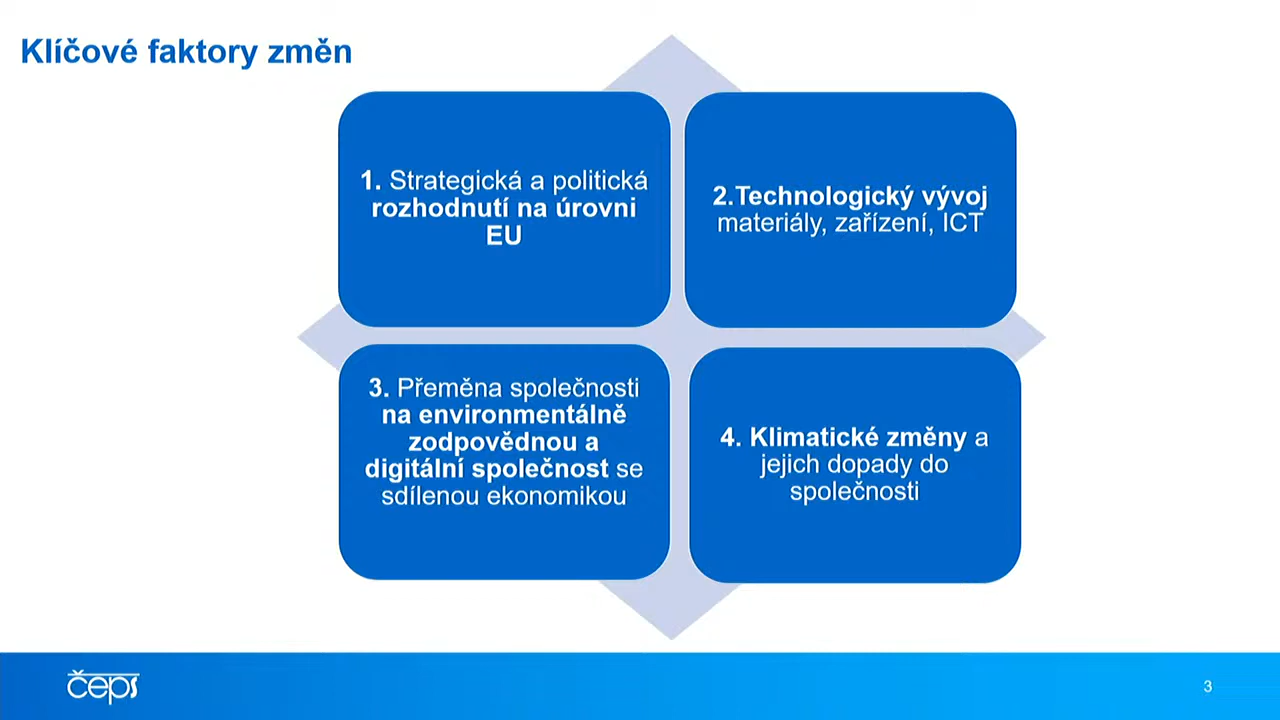 Klíčové faktory změn
1. Strategická a politická
rozhodnutí na úrovni
EU
2.Technologický vývoj
materiály, zařízení, ICT
3. Přeměna společnosti
na environmentálně
zodpovědnou a
digitální společnost se
sdílenou ekonomikou
4. Klimatické změny a
jejich dopady do
společnosti
čeps
3